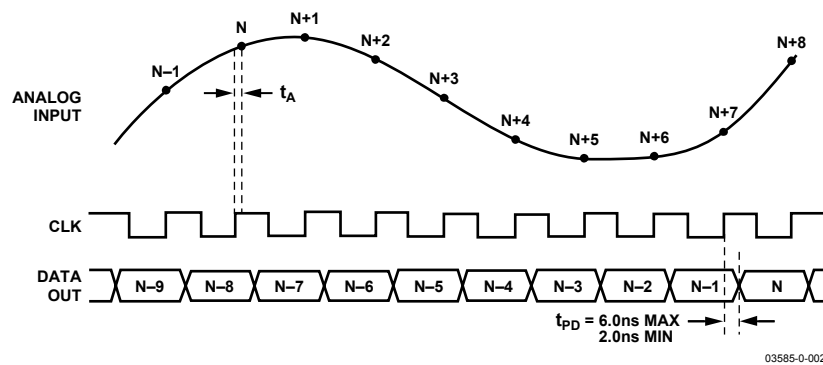 N
N+1
N+2
N+8
N–1
t_A
N+3
N+7
ANALOG
INPUT
N+4
N+5
N+6
CLK
DATA
OUT
N–9 N–8 N–7 N–6 N–5 N–4 N–3 N–2 N–1 N
t_PD = 6.0ns MAX
2.0ns MIN
03585-0-002